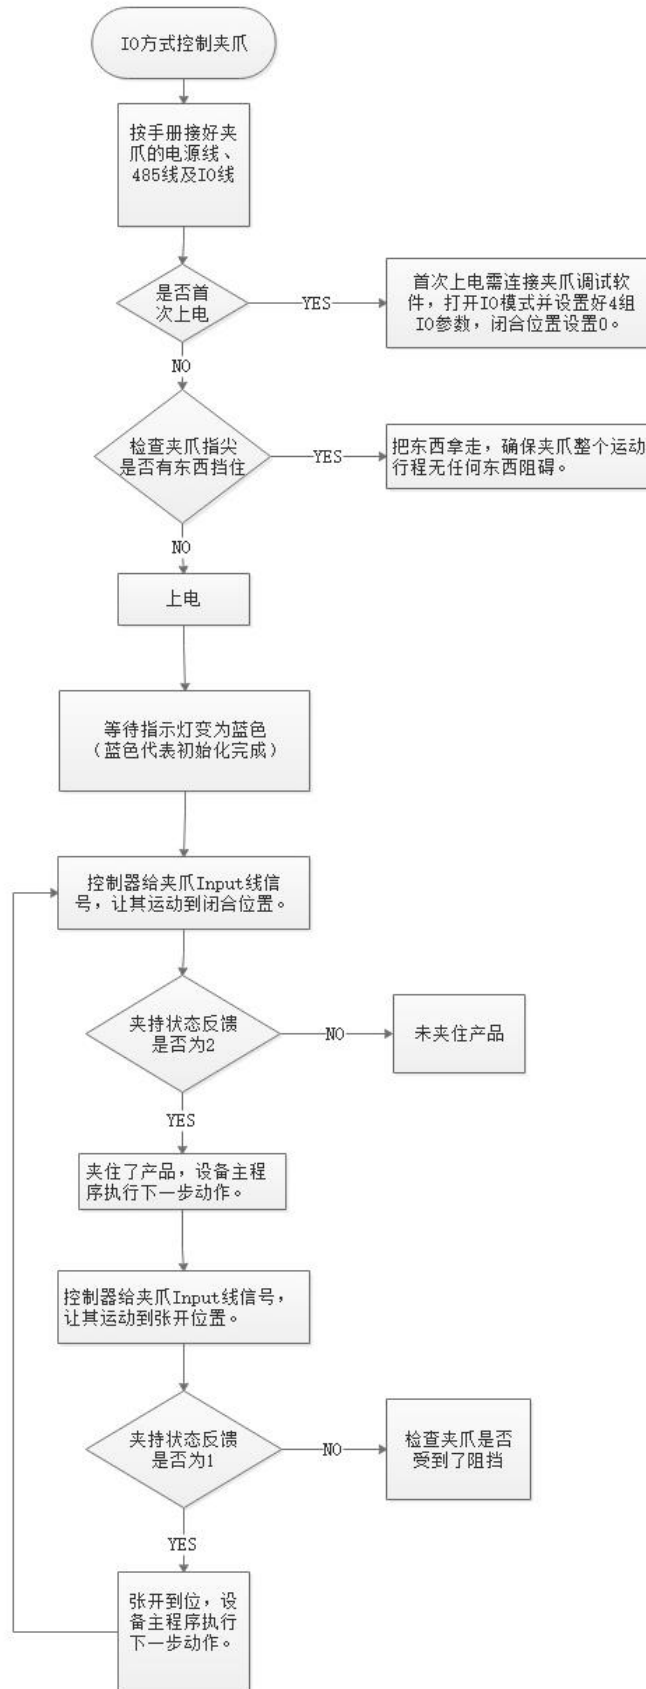 IO方式控制夹爪
按手册接好夹
爪的电源线、
485线及IO线
是否首
次上电
YES
首次上电需连接夹爪调试软
件，打开IO模式并设置好4组
IO参数，闭合位置设置0。
NO
检查夹爪指尖
是否有东西挡住
YES
把东西拿走，确保夹爪整个运动
行程无任何东西阻碍。
NO
上电
等待指示灯变为蓝色
（蓝色代表初始化完成）
控制器给夹爪Input线信
号，让其运动到闭合位置。
夹持状态反馈
是否为2
NO
未夹住产品
YES
夹住了产品，设备主程
序执行下一步动作。
控制器给夹爪Input线信号，
让其运动到张开位置。
夹持状态反馈
是否为1
NO
检查夹爪是否
受到了阻挡
YES
张开到位，设
备主程序执行
下一步动作。